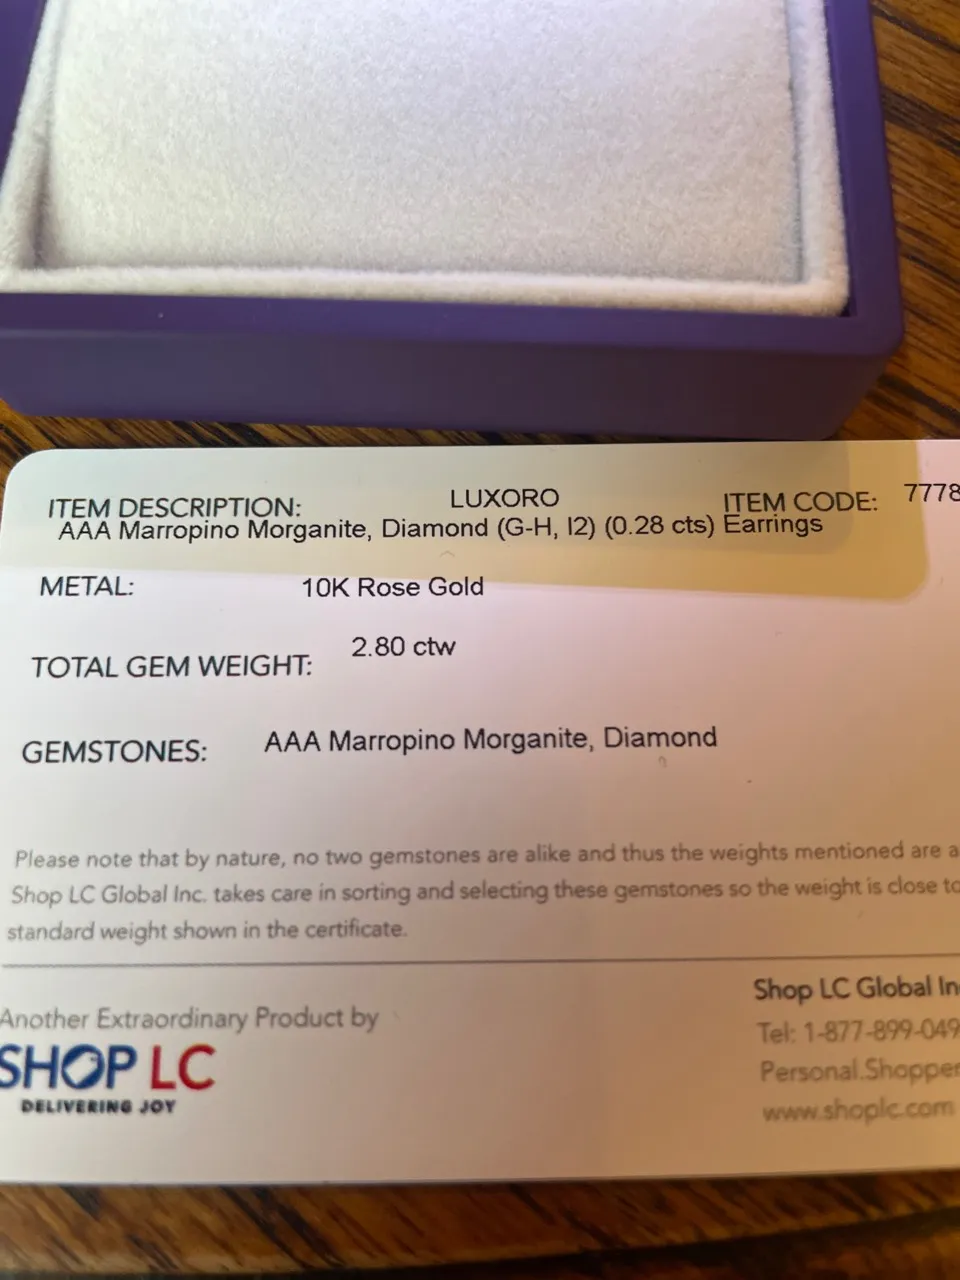 LUXORO
ITEM DESCRIPTION: ITEM CODE: 7778
AAA Marropino Morganite, Diamond (G-H, I2) (0.28 cts) Earrings
METAL: 10K Rose Gold
TOTAL GEM WEIGHT: 2.80 ctw
GEMSTONES: AAA Marropino Morganite, Diamond
Please note that by nature, no two gemstones are alike and thus the weights mentioned are a
Shop LC Global Inc. takes care in sorting and selecting these gemstones so the weight is close to
standard weight shown in the certificate.
Another Extraordinary Product by
SHOP LC
DELIVERING JOY
Shop LC Global In
Tel: 1-877-899-049
Personal.Shopper
www.shoplc.com